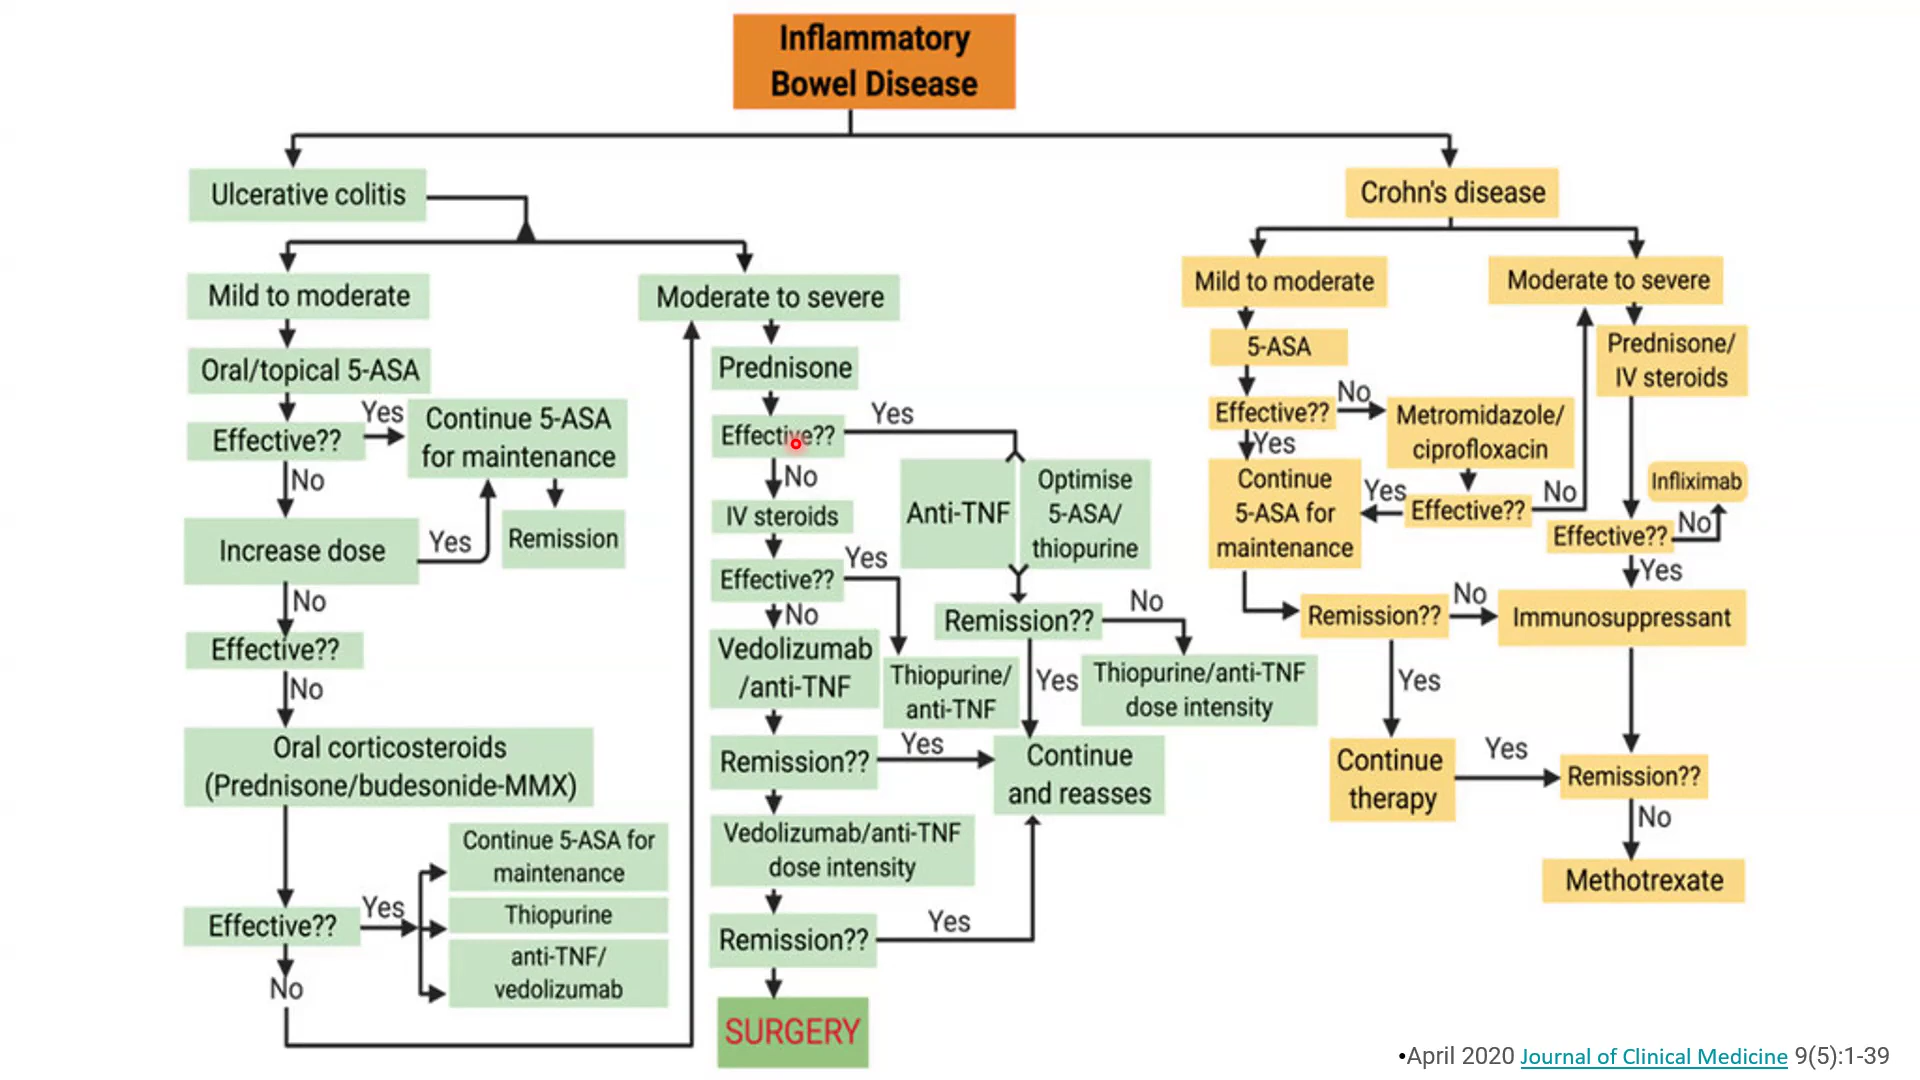 Inflammatory
Bowel Disease
Ulcerative colitis
Mild to moderate
Oral/topical 5-ASA
Effective??
Yes
Continue 5-ASA
for maintenance
Remission
No
Increase dose
Yes
No
Effective??
No
Oral corticosteroids
(Prednisone/budesonide-MMX)
Effective??
Yes
Continue 5-ASA for
maintenance
Thiopurine
anti-TNF/
vedolizumab
No
Moderate to severe
Prednisone
Effective??
Yes
Anti-TNF
Optimise
5-ASA/
thiopurine
No
IV steroids
Effective??
Yes
Thiopurine/
anti-TNF
No
Remission??
No
Thiopurine/anti-TNF
dose intensity
Yes
Vedolizumab
/anti-TNF
Remission??
Yes
Continue
and reasses
Vedolizumab/anti-TNF
dose intensity
Remission??
Yes
SURGERY
Crohn's disease
Mild to moderate
5-ASA
Effective??
No
Metromidazole/
ciprofloxacin
Yes
Continue
5-ASA for
maintenance
Yes
Effective??
No
Remission??
No
Yes
Continue
therapy
Yes
Moderate to severe
Prednisone/
IV steroids
Infliximab
Effective??
No
Yes
Immunosuppressant
Remission??
No
Methotrexate
•April 2020 Journal of Clinical Medicine 9(5):1-39